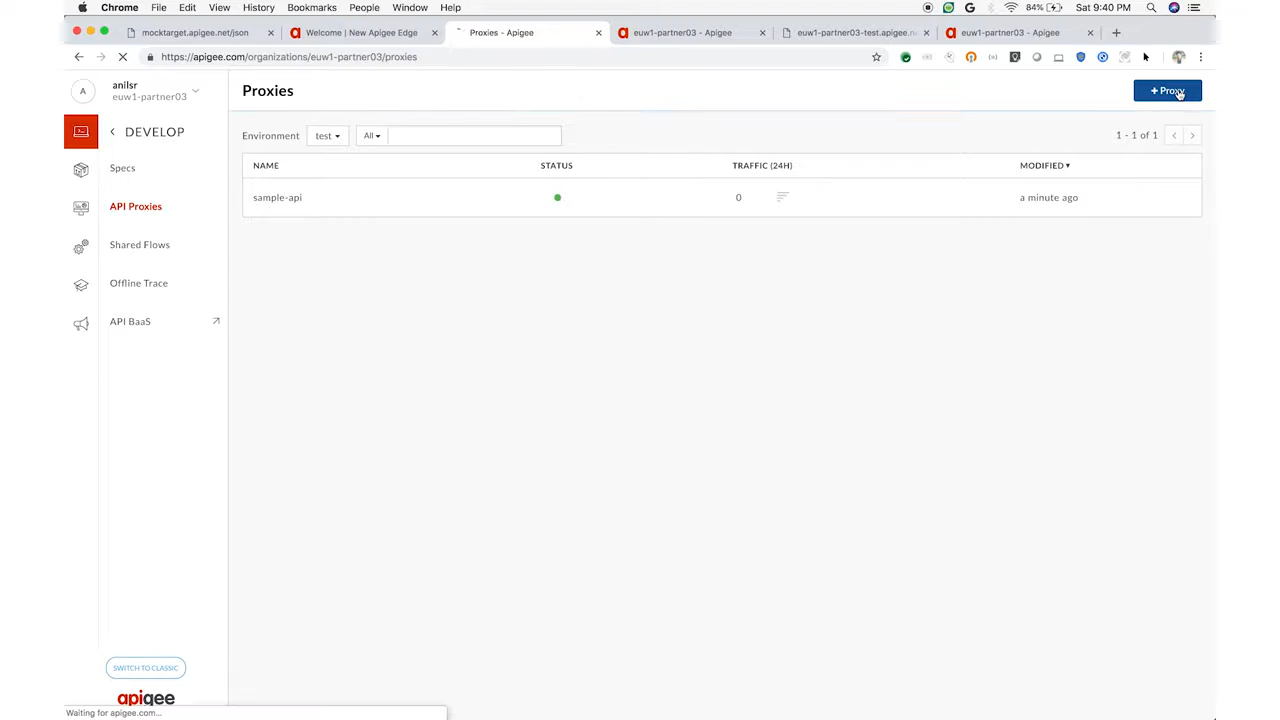 Chrome File Edit View History Bookmarks People Window Help 84% Sat 9:40 PM
mocktarget.apigee.net/json Welcome | New Apigee Edge Proxies - Apigee euw1-partner03 - Apigee euw1-partner03-test.apigee.n euw1-partner03 - Apigee
https://apigee.com/organizations/euw1-partner03/proxies
A anilsr
euw1-partner03
Proxies
+ Proxy
DEVELOP
Specs
API Proxies
Shared Flows
Offline Trace
API BaaS
SWITCH TO CLASSIC
apigee
Environment test All 1 - 1 of 1
NAME STATUS TRAFFIC (24H) MODIFIED
sample-api 0 a minute ago
Waiting for apigee.com...